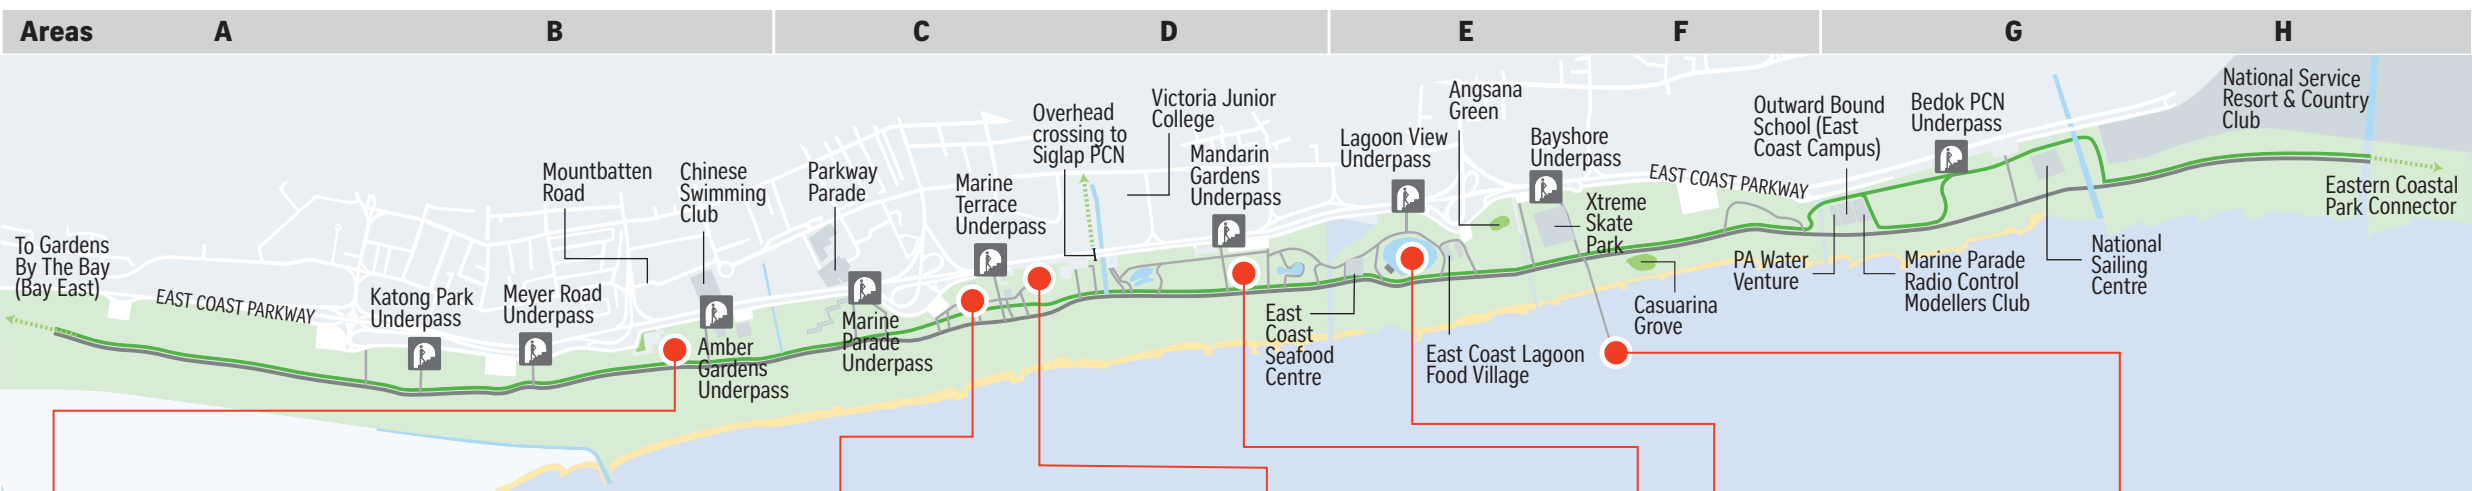 Areas
A
B
C
D
E
F
G
H
To Gardens
By The Bay
(Bay East)
EAST COAST PARKWAY
Katong Park
Underpass
Meyer Road
Underpass
Mountbatten
Road
Chinese
Swimming
Club
Amber
Gardens
Underpass
Parkway
Parade
Marine
Parade
Underpass
Marine
Terrace
Underpass
Overhead
crossing to
Siglap PCN
Victoria Junior
College
Mandarin
Gardens
Underpass
East
Coast
Seafood
Centre
Lagoon View
Underpass
East Coast Lagoon
Food Village
Angsana
Green
Bayshore
Underpass
Xtreme
Skate
Park
Casuarina
Grove
EAST COAST PARKWAY
Outward Bound
School (East
Coast Campus)
PA Water
Venture
Marine Parade
Radio Control
Modellers Club
Bedok PCN
Underpass
National
Sailing
Centre
National Service
Resort & Country
Club
Eastern Coastal
Park Connector